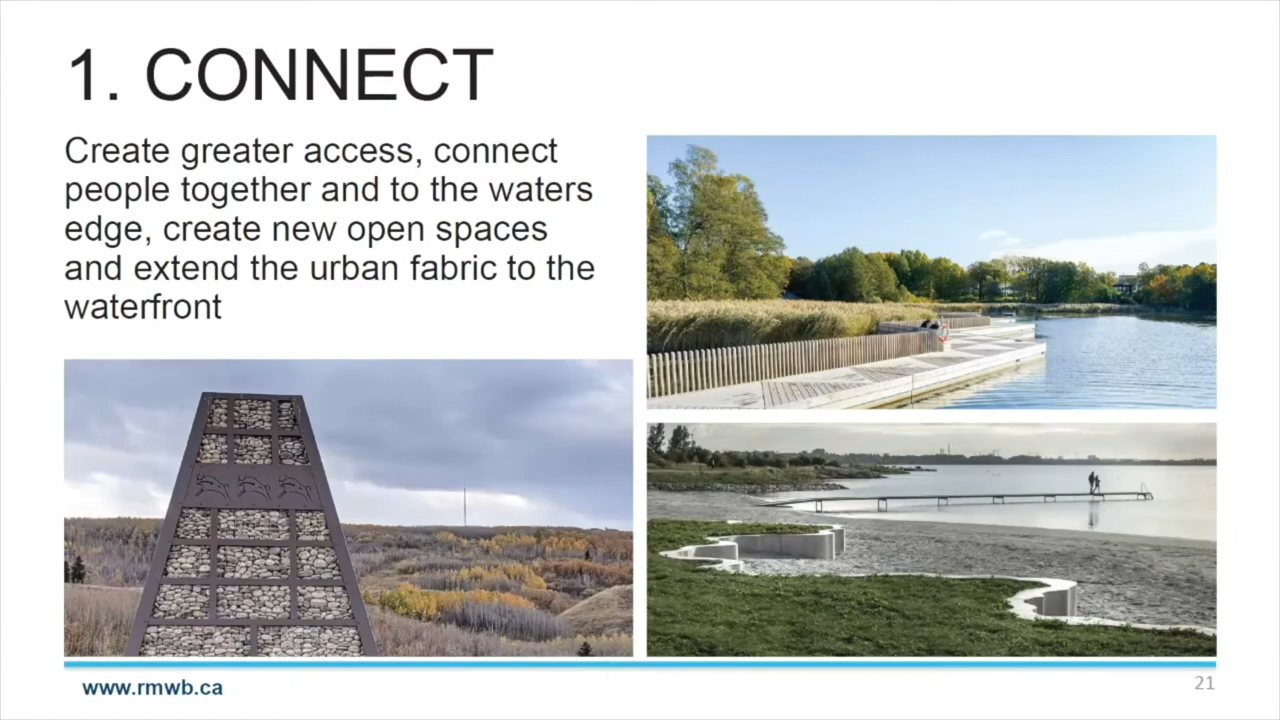 1. CONNECT
Create greater access, connect
people together and to the waters
edge, create new open spaces
and extend the urban fabric to the
waterfront
www.rmwb.ca
21